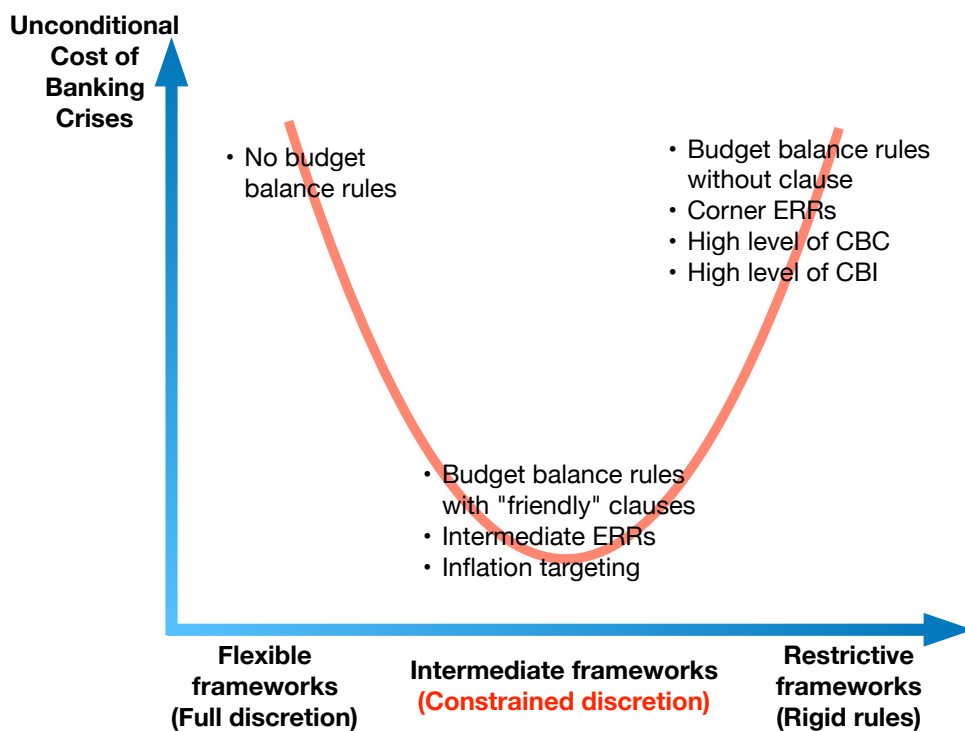 Unconditional
Cost of
Banking
Crises
• No budget
balance rules
• Budget balance rules
without clause
• Corner ERRs
• High level of CBC
• High level of CBI
• Budget balance rules
with "friendly" clauses
• Intermediate ERRs
• Inflation targeting
Flexible
frameworks
(Full discretion)
Intermediate frameworks
(Constrained discretion)
Restrictive
frameworks
(Rigid rules)